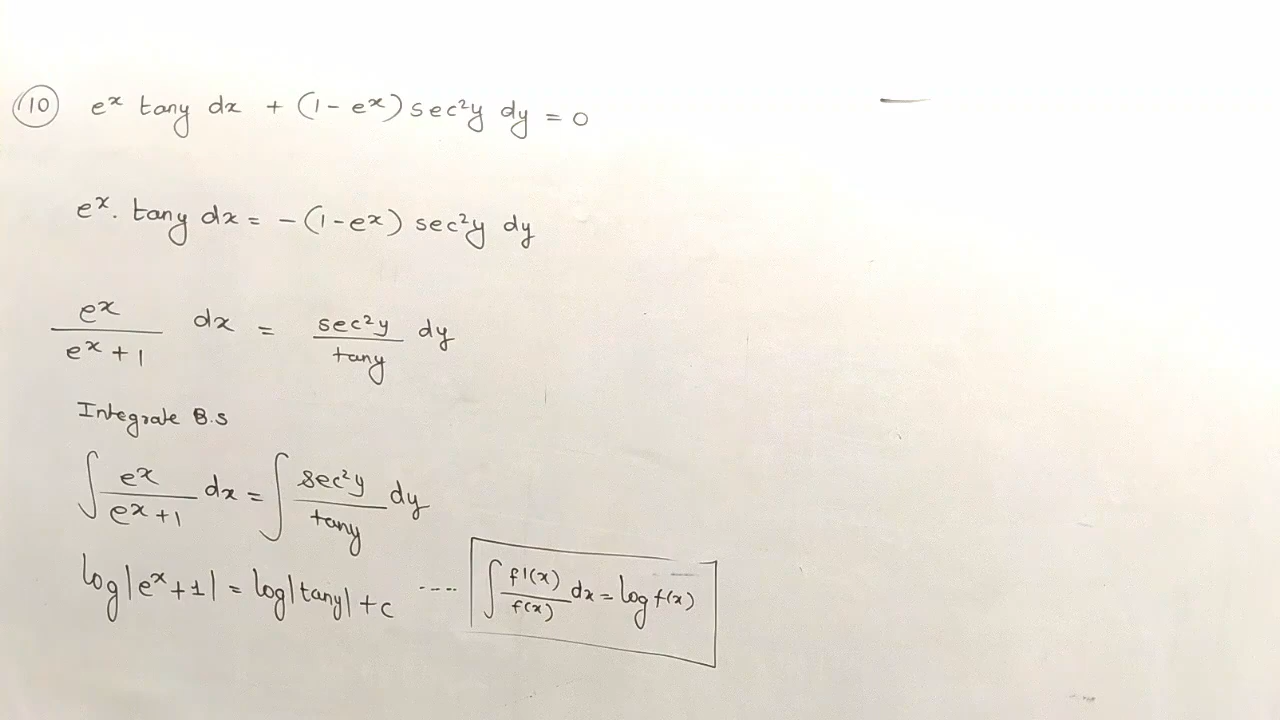 10 e^x tany dx + (1 - e^x) sec²y dy = 0
e^x. tany dx = - (1 - e^x) sec²y dy
e^x/(e^x + 1) dx = sec²y/tany dy
Integrate B.S
∫ e^x/(e^x + 1) dx = ∫ sec²y/tany dy
log|e^x + 1| = log|tany| + c ---- ∫ f'(x)/f(x) dx = log f(x)